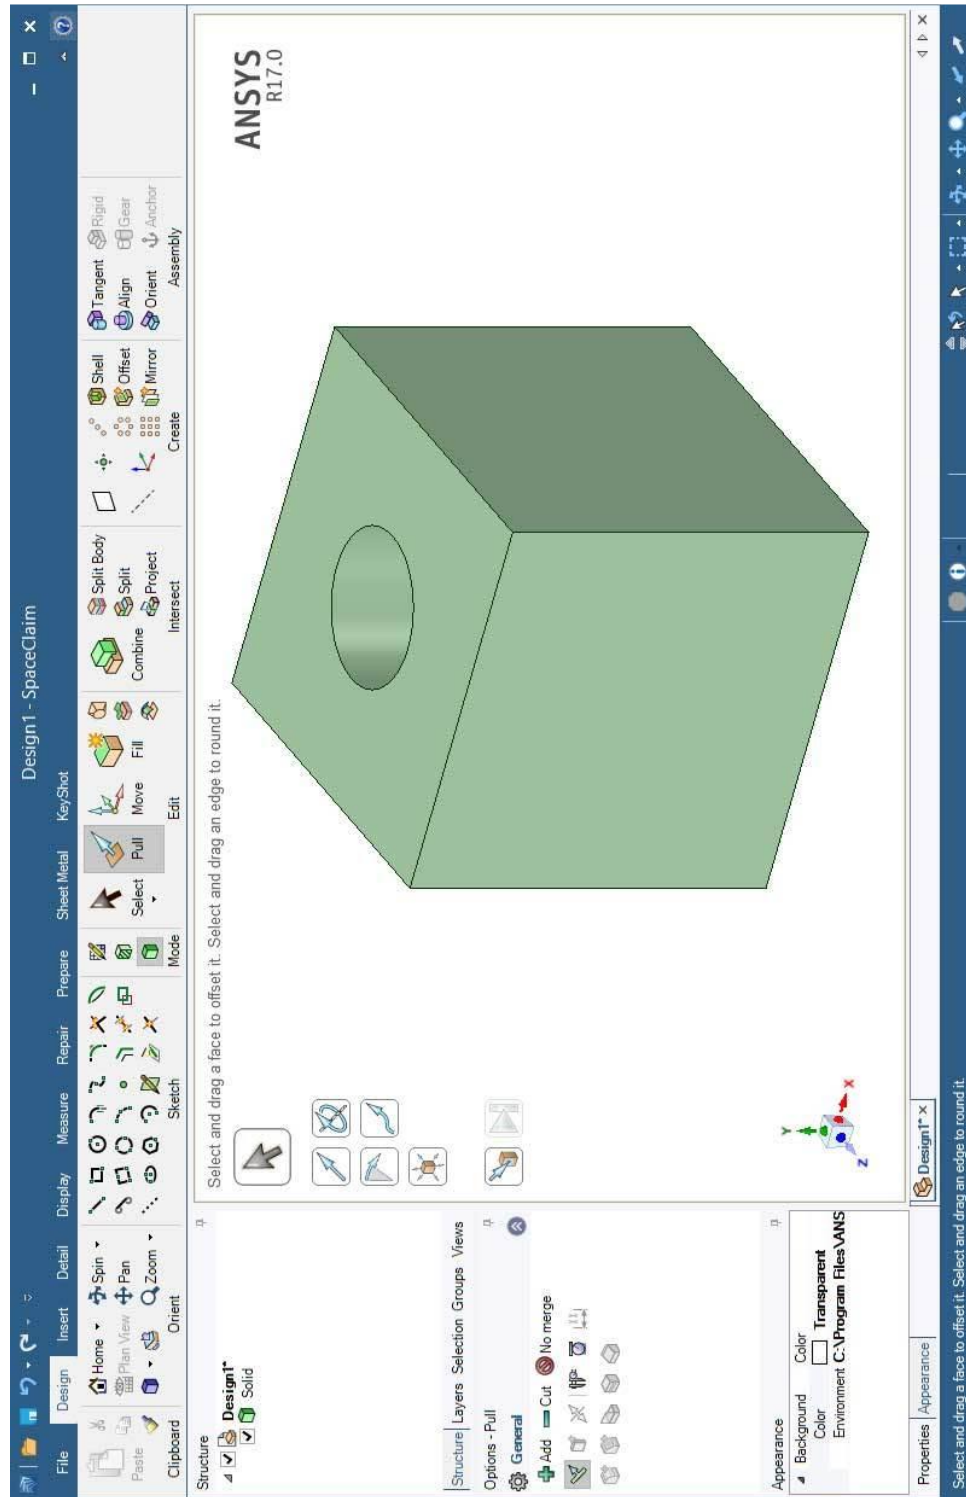 Design1 - SpaceClaim
File Design Insert Detail Display Measure Repair Prepare Sheet Metal KeyShot
Paste
Home
Plan View
Spin
Pan
Zoom
Select
Pull
Move
Fill
Combine
Split Body
Split
Project
Shell
Offset
Mirror
Tangent
Align
Orient
Rigid
Gear
Anchor
Clipboard Orient Sketch Mode Edit Intersect Create Assembly
Structure
Design1*
Solid
Structure Layers Selection Groups Views
Options - Pull
General
Add Cut No merge
Appearance
Background Color
Color Transparent
Environment C:\Program Files\ANS
Properties Appearance
Select and drag a face to offset it. Select and drag an edge to round it.
ANSYS
R17.0
Y
X
Z
Design1*
Select and drag a face to offset it. Select and drag an edge to round it.